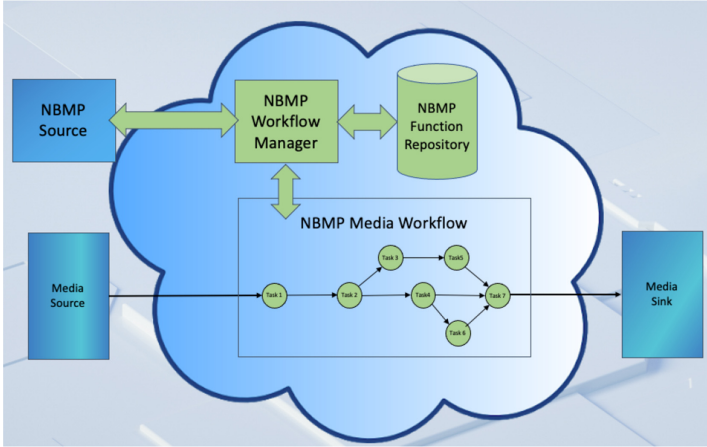 NBMP
Source
NBMP
Workflow
Manager
NBMP
Function
Repository
NBMP Media Workflow
Media
Source
Task 1
Task 2
Task 3
Task5
Task4
Task 6
Task 7
Media
Sink